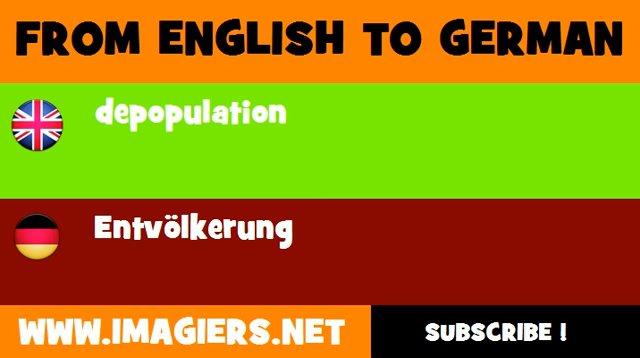 FROM ENGLISH TO GERMAN
depopulation
Entvölkerung
WWW.IMAGIERS.NET
SUBSCRIBE !